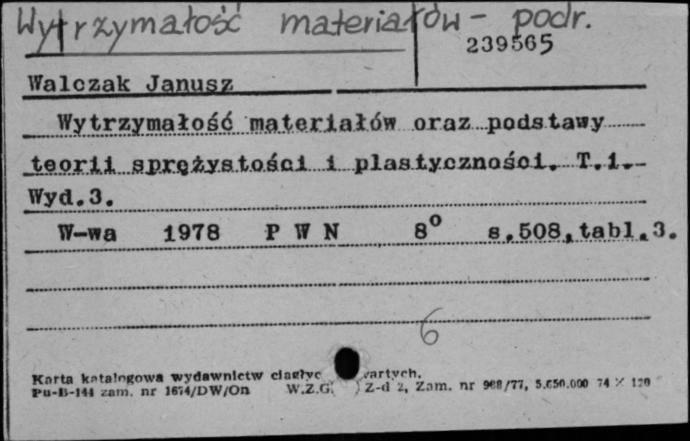 Wytrzymałość materiałów - podr.
239565
Walczak Janusz
Wytrzymałość materiałów oraz podstawy
teorii sprężystości i plastyczności. T.1.-
Wyd.3.
W-wa 1978 P W N 8° s.508,tabl.3.
6
Karta katalogowa wydawnictw
Pu-B-144 zam. nr 1674/DW/On W.Z.G. Z-d 2, Zam. nr 988/77, 5.650.000 74 × 120